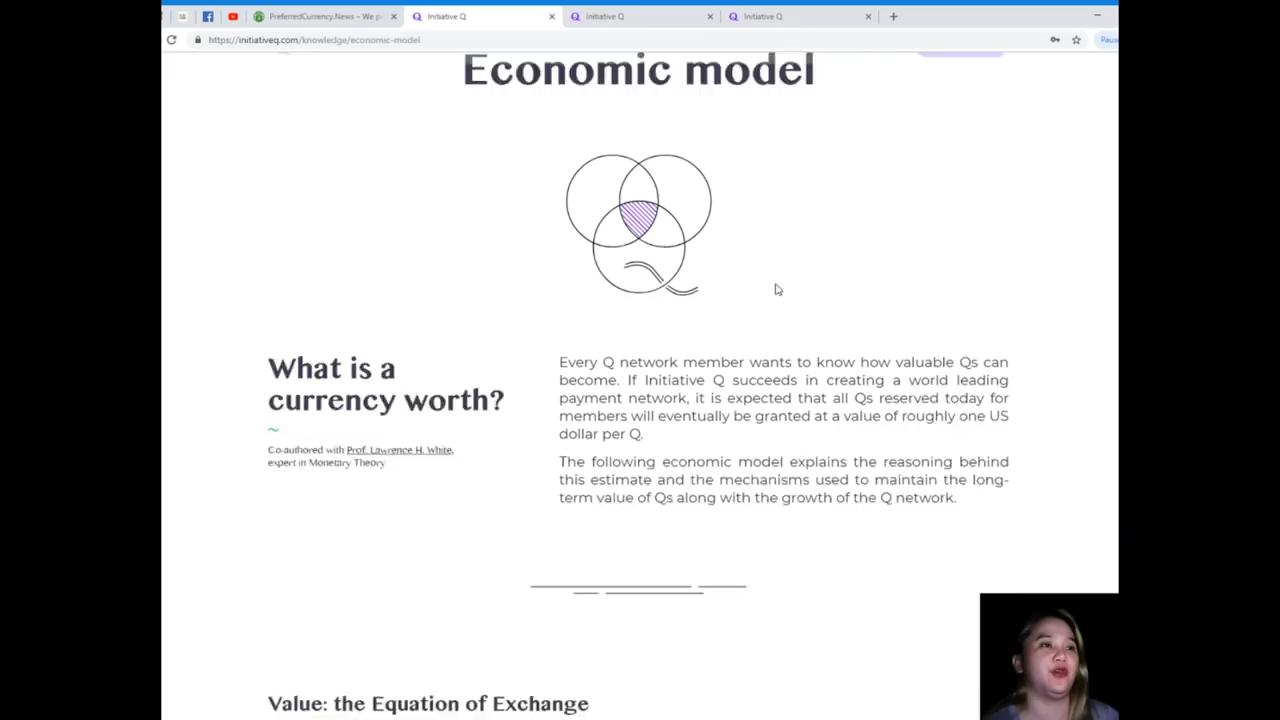 PreferredCurrency.News – We p
Initiative Q
Initiative Q
Initiative Q
https://initiativeq.com/knowledge/economic-model
Paus
Economic model
What is a
currency worth?
Co-authored with Prof. Lawrence H. White,
expert in Monetary Theory
Every Q network member wants to know how valuable Qs can
become. If Initiative Q succeeds in creating a world leading
payment network, it is expected that all Qs reserved today for
members will eventually be granted at a value of roughly one US
dollar per Q.
The following economic model explains the reasoning behind
this estimate and the mechanisms used to maintain the long-
term value of Qs along with the growth of the Q network.
Value: the Equation of Exchange